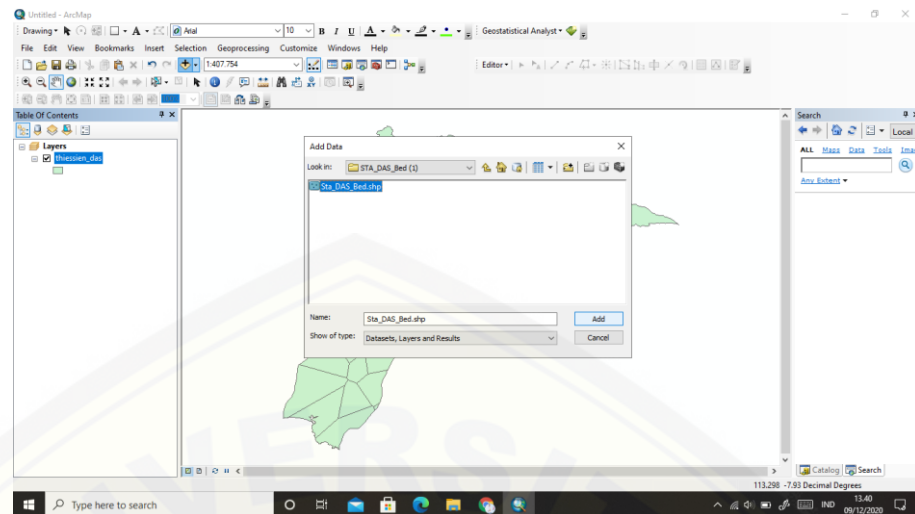 Untitled - ArcMap
Drawing Arial 10 B I U A Geostatistical Analyst
File Edit View Bookmarks Insert Selection Geoprocessing Customize Windows Help
1:407.754 Editor
Table Of Contents
Layers
thiessien_das
Add Data
Look in: STA_DAS_Bed (1)
Sta_DAS_Bed.shp
Name: Sta_DAS_Bed.shp Add
Show of type: Datasets, Layers and Results Cancel
Search
Local
ALL Maps Data Tools Ima
Any Extent
Catalog Search
113.298 -7.93 Decimal Degrees
Type here to search
IND 13.40
09/12/2020
VERS